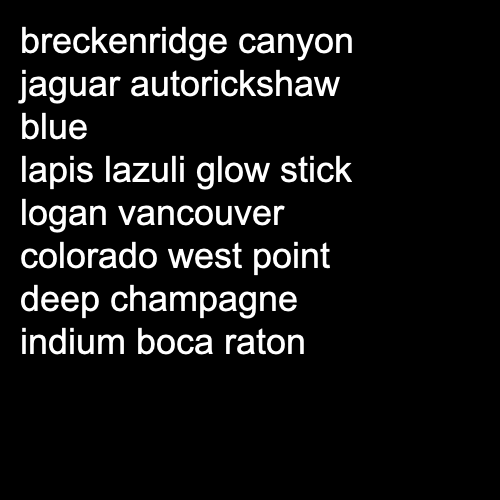 breckenridge canyon
jaguar autorickshaw
blue
lapis lazuli glow stick
logan vancouver
colorado west point
deep champagne
indium boca raton